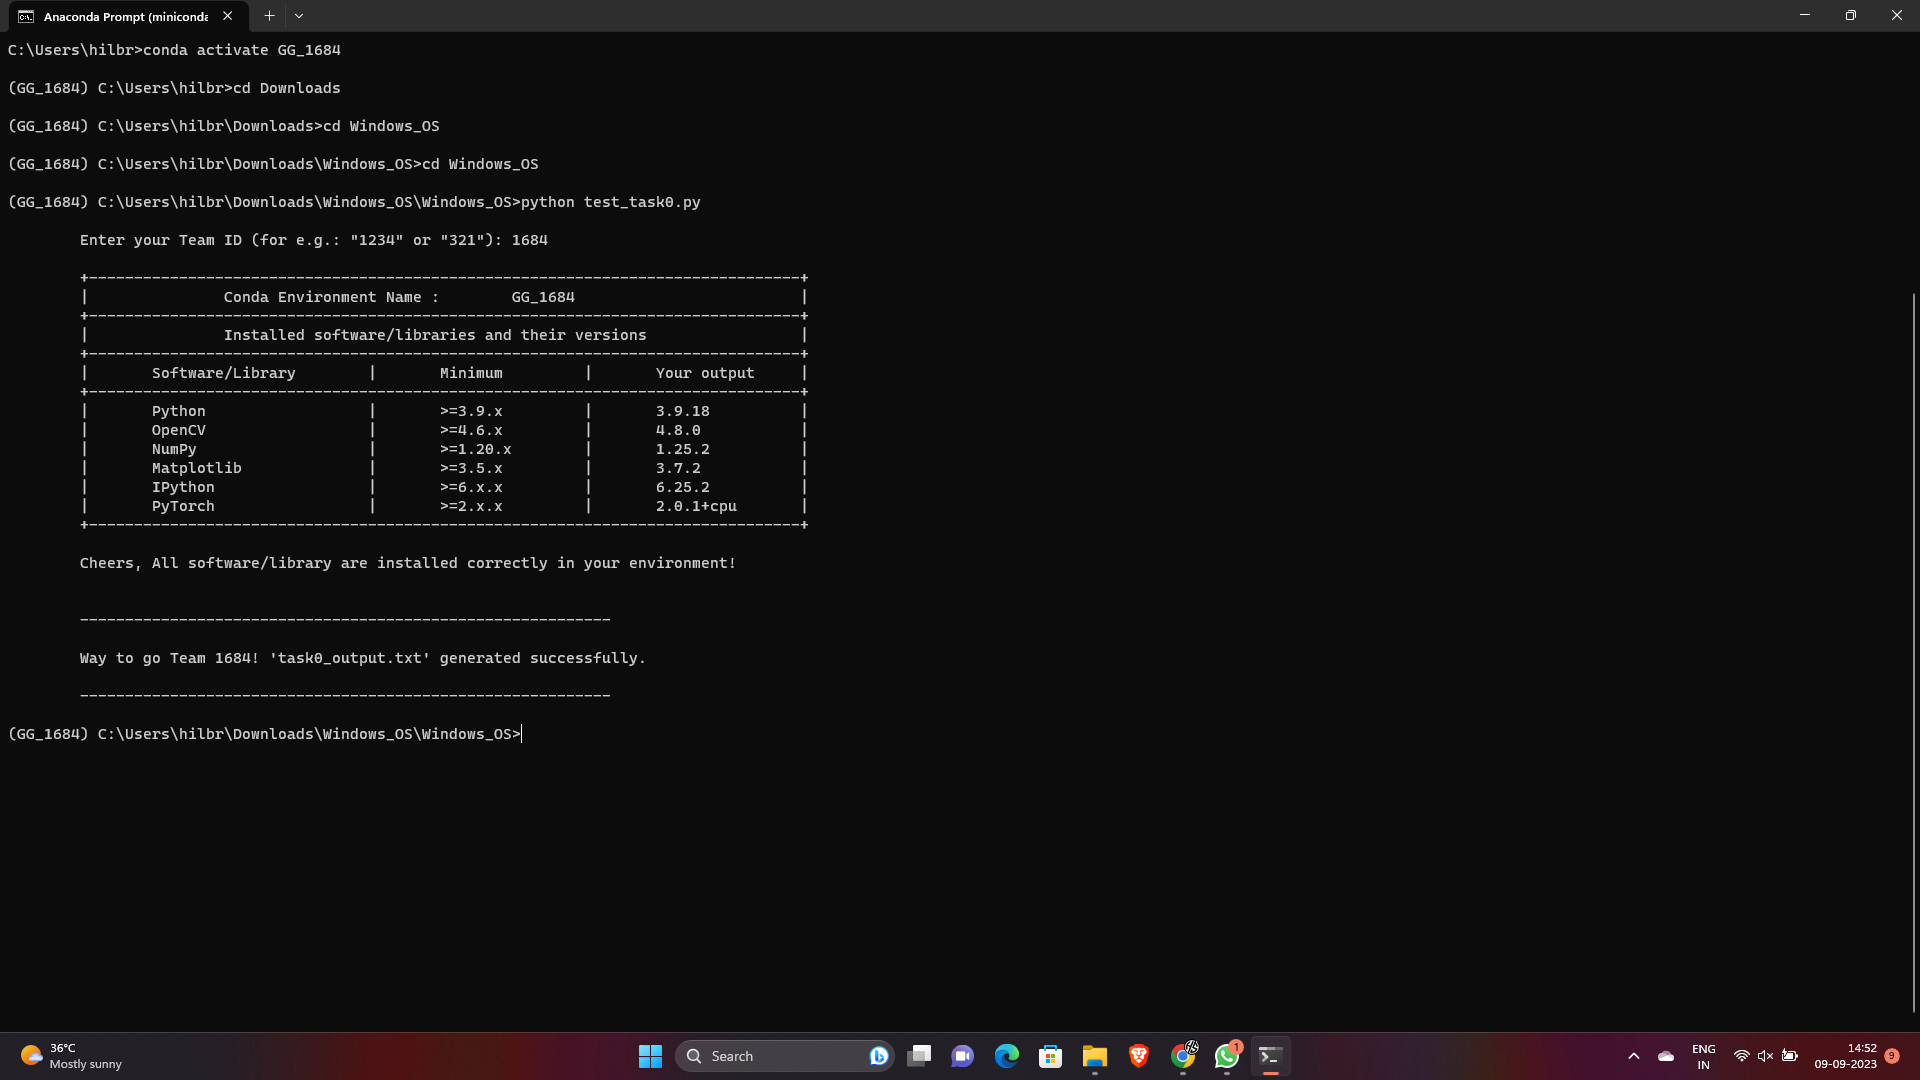 Anaconda Prompt (minicond
C:\Users\hilbr>conda activate GG_1684
(GG_1684) C:\Users\hilbr>cd Downloads
(GG_1684) C:\Users\hilbr\Downloads>cd Windows_OS
(GG_1684) C:\Users\hilbr\Downloads\Windows_OS>cd Windows_OS
(GG_1684) C:\Users\hilbr\Downloads\Windows_OS\Windows_OS>python test_task0.py
Enter your Team ID (for e.g.: "1234" or "321"): 1684
+-------------------------------------------------------------------------------+
| Conda Environment Name : GG_1684 |
+-------------------------------------------------------------------------------+
| Installed software/libraries and their versions |
+-------------------------------------------------------------------------------+
| Software/Library | Minimum | Your output |
+-------------------------------------------------------------------------------+
| Python | >=3.9.x | 3.9.18 |
| OpenCV | >=4.6.x | 4.8.0 |
| NumPy | >=1.20.x | 1.25.2 |
| Matplotlib | >=3.5.x | 3.7.2 |
| IPython | >=6.x.x | 6.25.2 |
| PyTorch | >=2.x.x | 2.0.1+cpu |
+-------------------------------------------------------------------------------+
Cheers, All software/library are installed correctly in your environment!
-----------------------------------------------------------
Way to go Team 1684! 'task0_output.txt' generated successfully.
-----------------------------------------------------------
(GG_1684) C:\Users\hilbr\Downloads\Windows_OS\Windows_OS>
36°C
Mostly sunny
Search
1
ENG
IN
14:52
09-09-2023
9